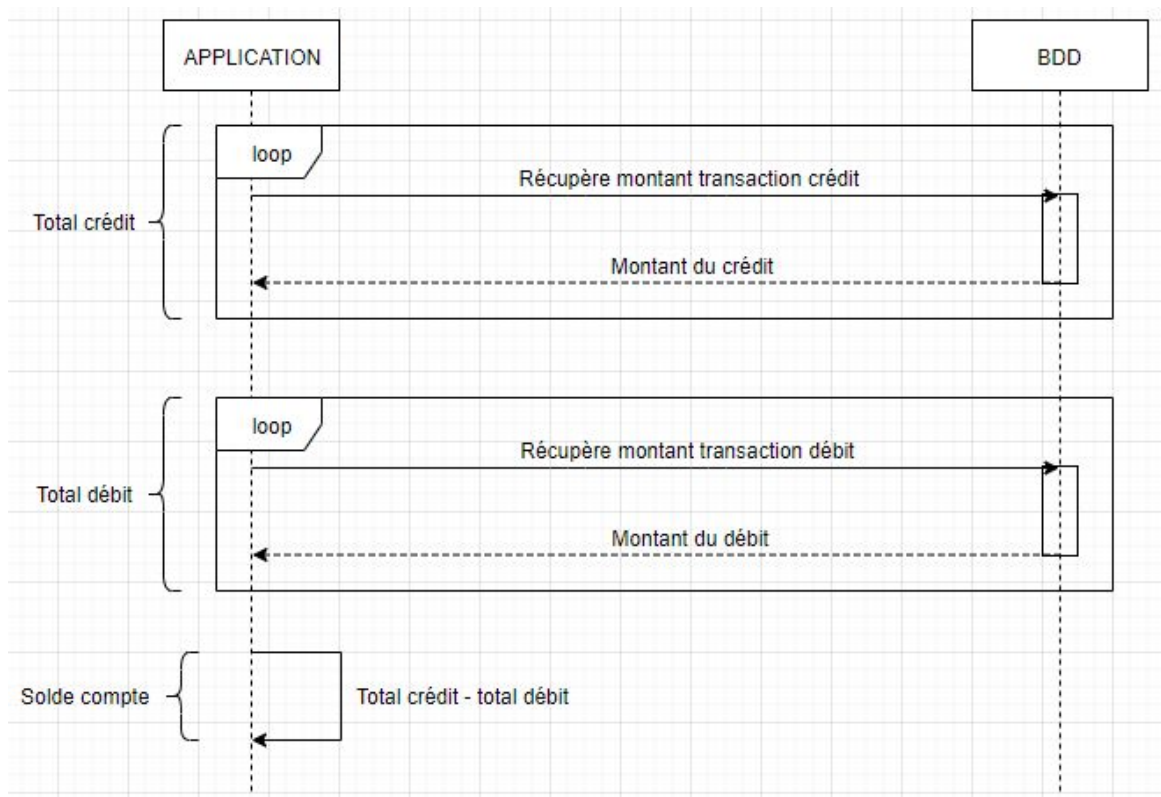 APPLICATION
BDD
loop
Récupère montant transaction crédit
Total crédit
Montant du crédit
loop
Récupère montant transaction débit
Total débit
Montant du débit
Solde compte
Total crédit - total débit